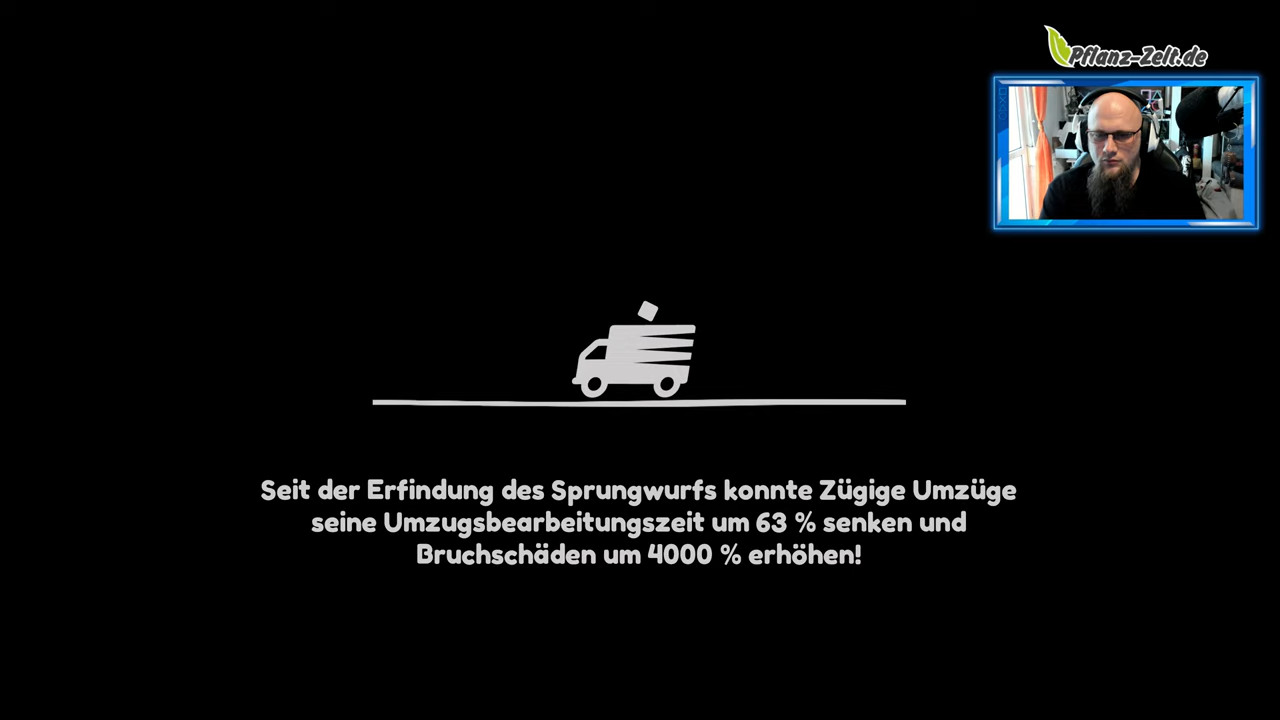 Pflanz-Zelt.de
Seit der Erfindung des Sprungwurfs konnte Zügige Umzüge
seine Umzugsbearbeitungszeit um 63 % senken und
Bruchschäden um 4000 % erhöhen!